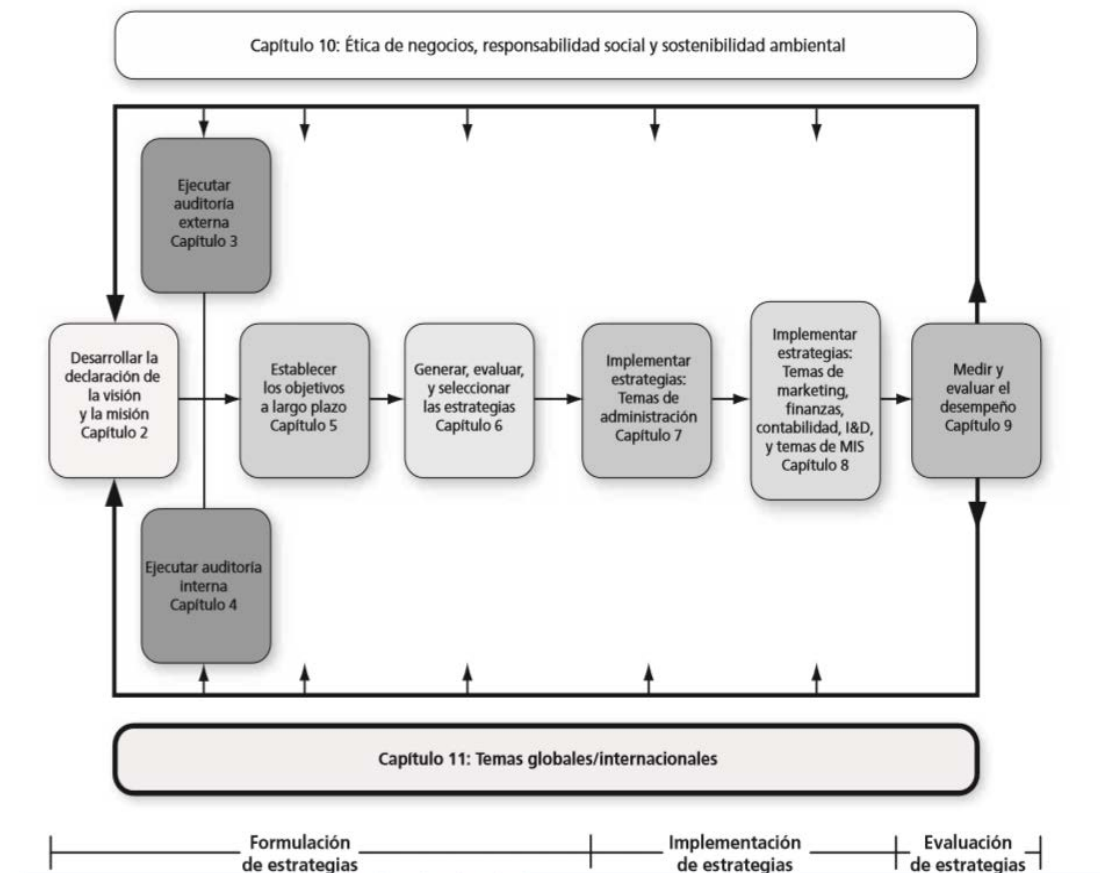 Capítulo 10: Ética de negocios, responsabilidad social y sostenibilidad ambiental
Ejecutar
auditoría
externa
Capítulo 3
Desarrollar la
declaración de
la visión
y la misión
Capítulo 2
Establecer
los objetivos
a largo plazo
Capítulo 5
Generar, evaluar,
y seleccionar
las estrategias
Capítulo 6
Implementar
estrategias:
Temas de
administración
Capítulo 7
Implementar
estrategias:
Temas de
marketing,
finanzas,
contabilidad, I&D,
y temas de MIS
Capítulo 8
Medir y
evaluar el
desempeño
Capítulo 9
Ejecutar auditoría
interna
Capítulo 4
Capítulo 11: Temas globales/internacionales
Formulación
de estrategias
Implementación
de estrategias
Evaluación
de estrategias